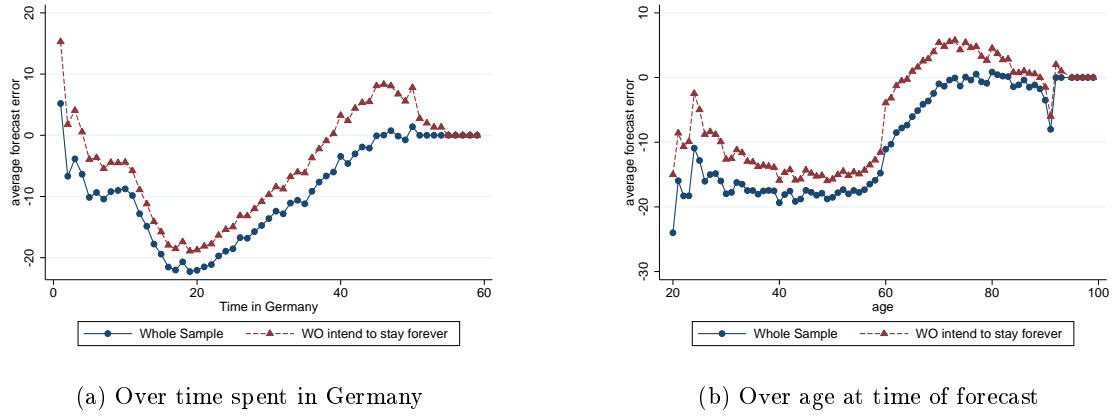 20
10
0
-10
-20
average forecast error
0
20
40
60
Time in Germany
Whole Sample
WO intend to stay forever
(a) Over time spent in Germany
10
0
-10
-20
-30
average forecast error
20
40
60
80
100
age
Whole Sample
WO intend to stay forever
(b) Over age at time of forecast